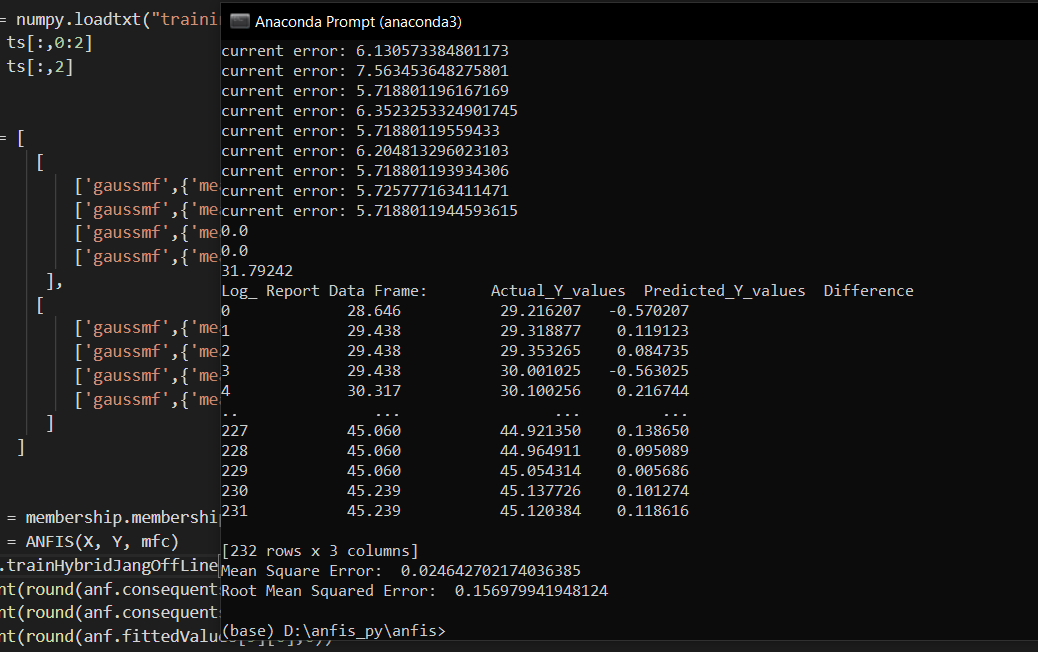 = numpy.loadtxt("traini
ts[:,0:2]
ts[:,2]
= [
[
['gaussmf',{'me
['gaussmf',{'me
['gaussmf',{'me
['gaussmf',{'me
],
[
['gaussmf',{'me
['gaussmf',{'me
['gaussmf',{'me
['gaussmf',{'me
]
]
= membership.membershi
= ANFIS(X, Y, mfc)
.trainHybridJangOffLine
nt(round(anf.consequent
nt(round(anf.consequent
nt(round(anf.fittedValu
Anaconda Prompt (anaconda3)
current error: 6.130573384801173
current error: 7.563453648275801
current error: 5.718801196167169
current error: 6.3523253324901745
current error: 5.71880119559433
current error: 6.204813296023103
current error: 5.718801193934306
current error: 5.725777163411471
current error: 5.7188011944593615
0.0
0.0
31.79242
Log_ Report Data Frame: Actual_Y_values Predicted_Y_values Difference
0 28.646 29.216207 -0.570207
1 29.438 29.318877 0.119123
2 29.438 29.353265 0.084735
3 29.438 30.001025 -0.563025
4 30.317 30.100256 0.216744
.. ... ... ...
227 45.060 44.921350 0.138650
228 45.060 44.964911 0.095089
229 45.060 45.054314 0.005686
230 45.239 45.137726 0.101274
231 45.239 45.120384 0.118616
[232 rows x 3 columns]
Mean Square Error: 0.024642702174036385
Root Mean Squared Error: 0.156979941948124
(base) D:\anfis_py\anfis>